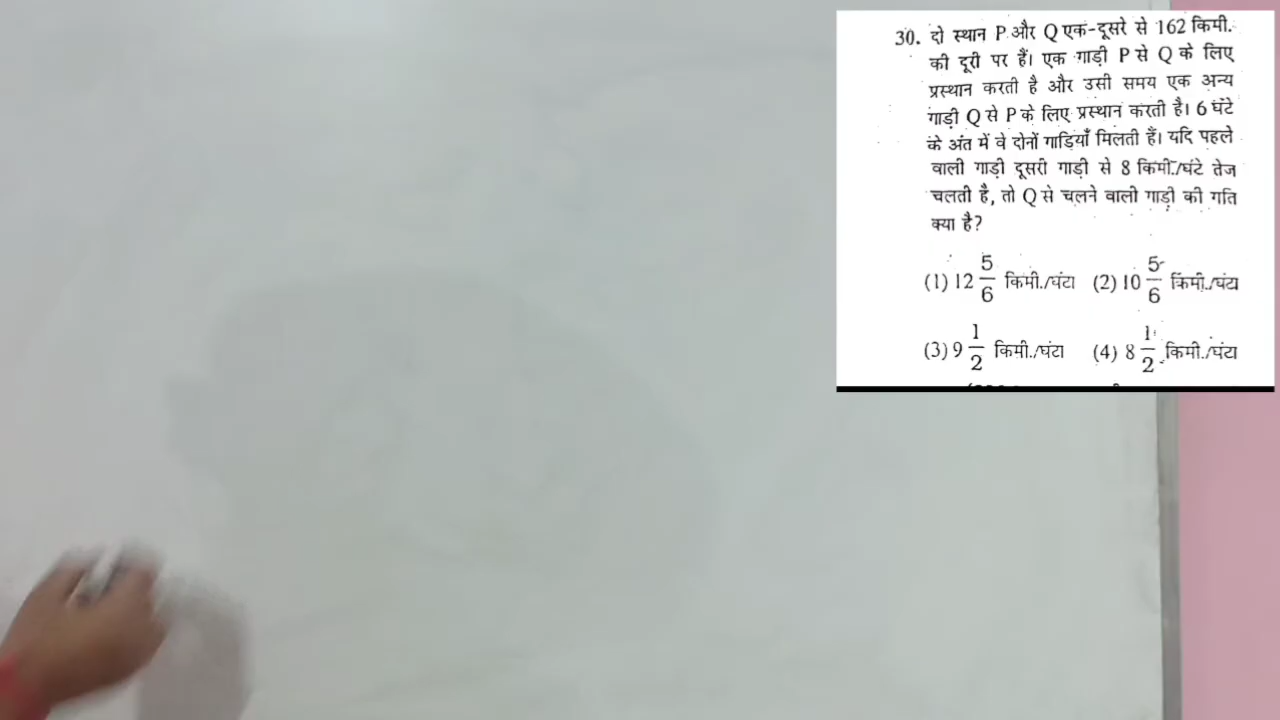 30. दो स्थान P और Q एक-दूसरे से 162 किमी.
की दूरी पर हैं। एक गाड़ी P से Q के लिए
प्रस्थान करती है और उसी समय एक अन्य
गाड़ी Q से P के लिए प्रस्थान करती है। 6 घंटे
के अंत में वे दोनों गाड़ियाँ मिलती हैं। यदि पहले
वाली गाड़ी दूसरी गाड़ी से 8 किमी./घंटे तेज
चलती है, तो Q से चलने वाली गाड़ी की गति
क्या है?
(1) 12 5/6 किमी./घंटा (2) 10 5/6 किमी./घंटा
(3) 9 1/2 किमी./घंटा (4) 8 1/2 किमी./घंटा